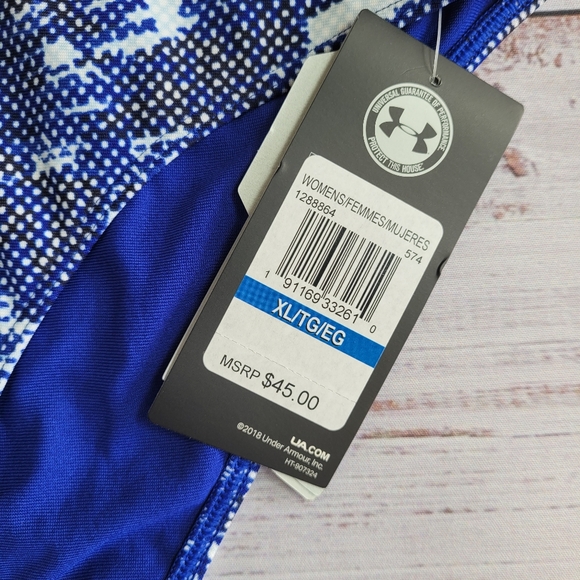 UNIVERSAL GUARANTEE OF PERFORMANCE
PROTECT THIS HOUSE
WOMENS/FEMMES/MUJERES
1288864
574
1 91169 33261 0
XL/TG/EG
MSRP $45.00
UA.COM
©2018 Under Armour, Inc.
HT-907324